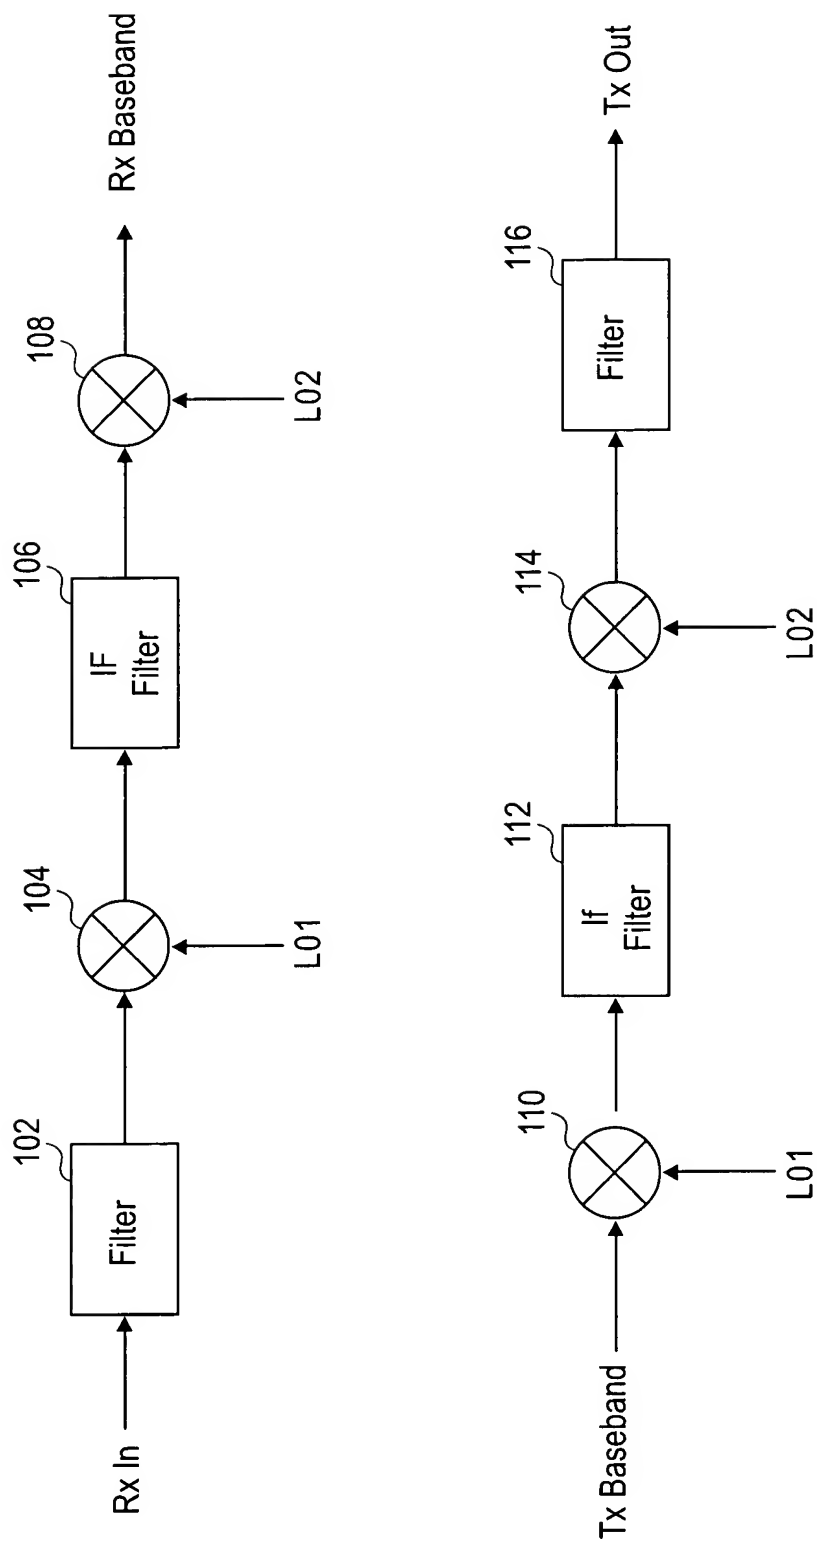 102
104
106
108
Rx In
Filter
IF
Filter
Rx Baseband
L01
L02
110
112
114
116
Tx Baseband
If
Filter
Filter
Tx Out
L01
L02